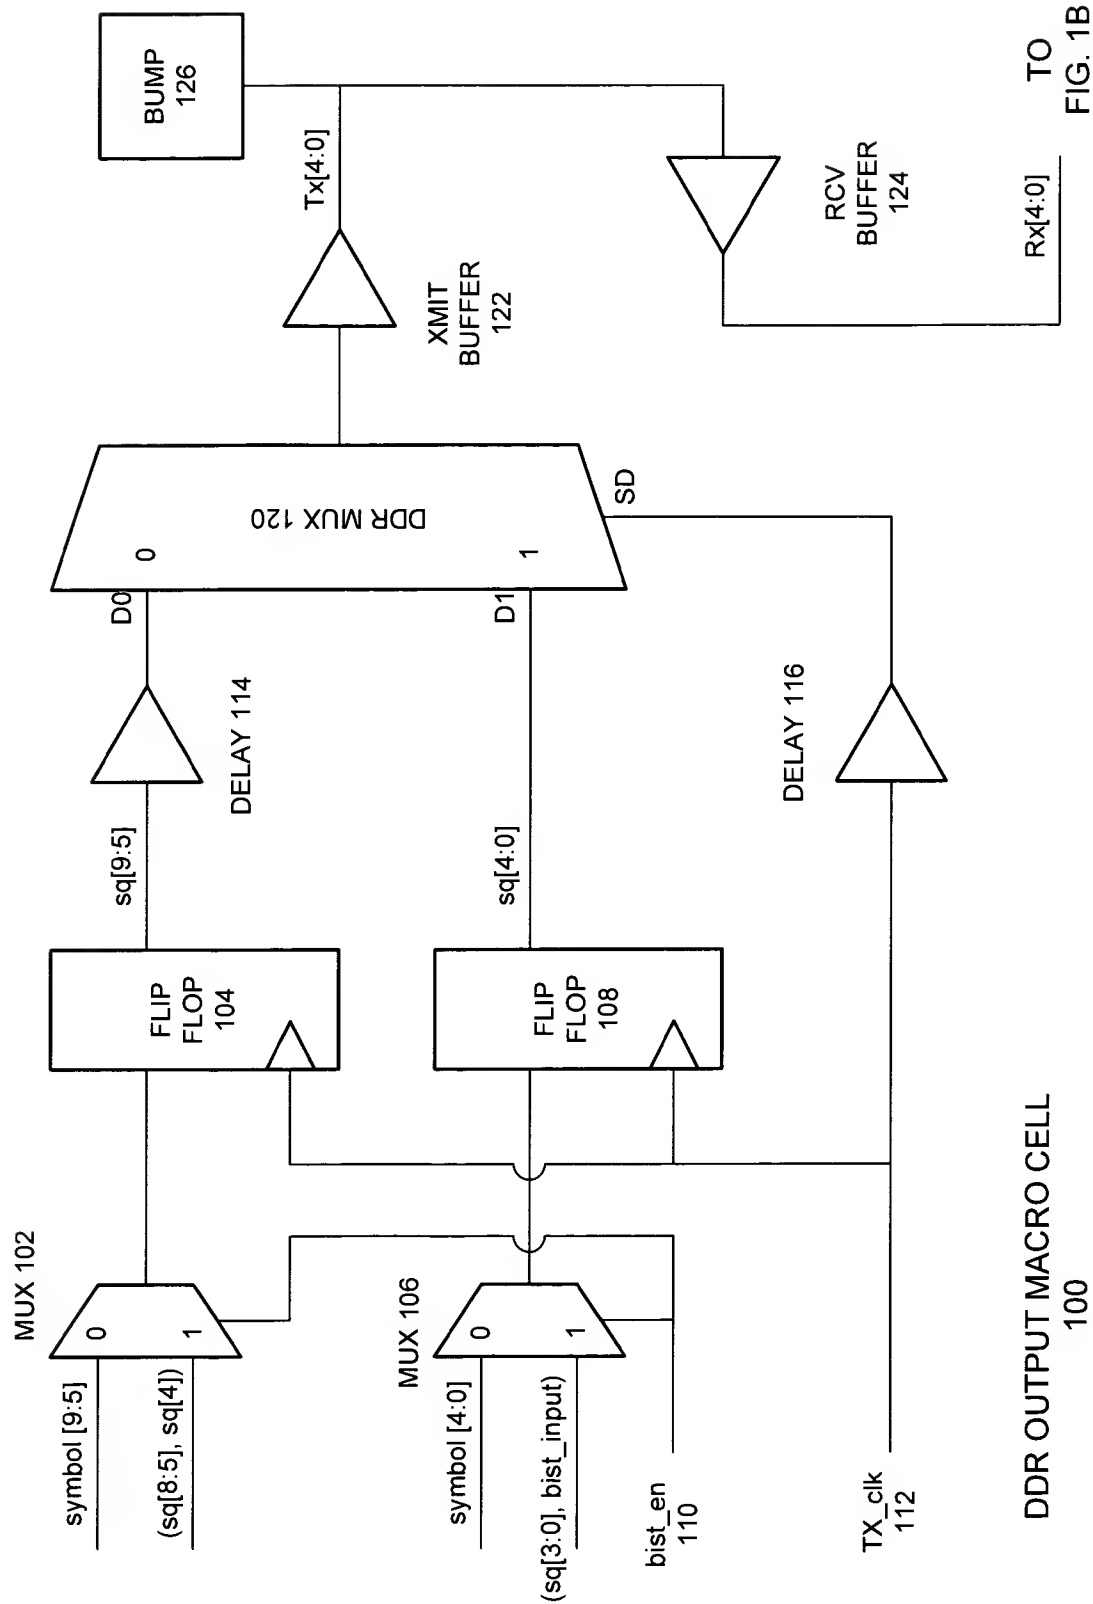 MUX 102
symbol [9:5]
0
(sq[8:5], sq[4])
1
FLIP
FLOP
104
sq[9:5]
DELAY 114
D0
0
DDR MUX 120
D1
1
SD
XMIT
BUFFER
122
Tx[4:0]
BUMP
126
MUX 106
symbol [4:0]
0
(sq[3:0], bist_input)
1
FLIP
FLOP
108
sq[4:0]
bist_en
110
TX_clk
112
DELAY 116
RCV
BUFFER
124
Rx[4:0]
TO
FIG. 1B
DDR OUTPUT MACRO CELL
100